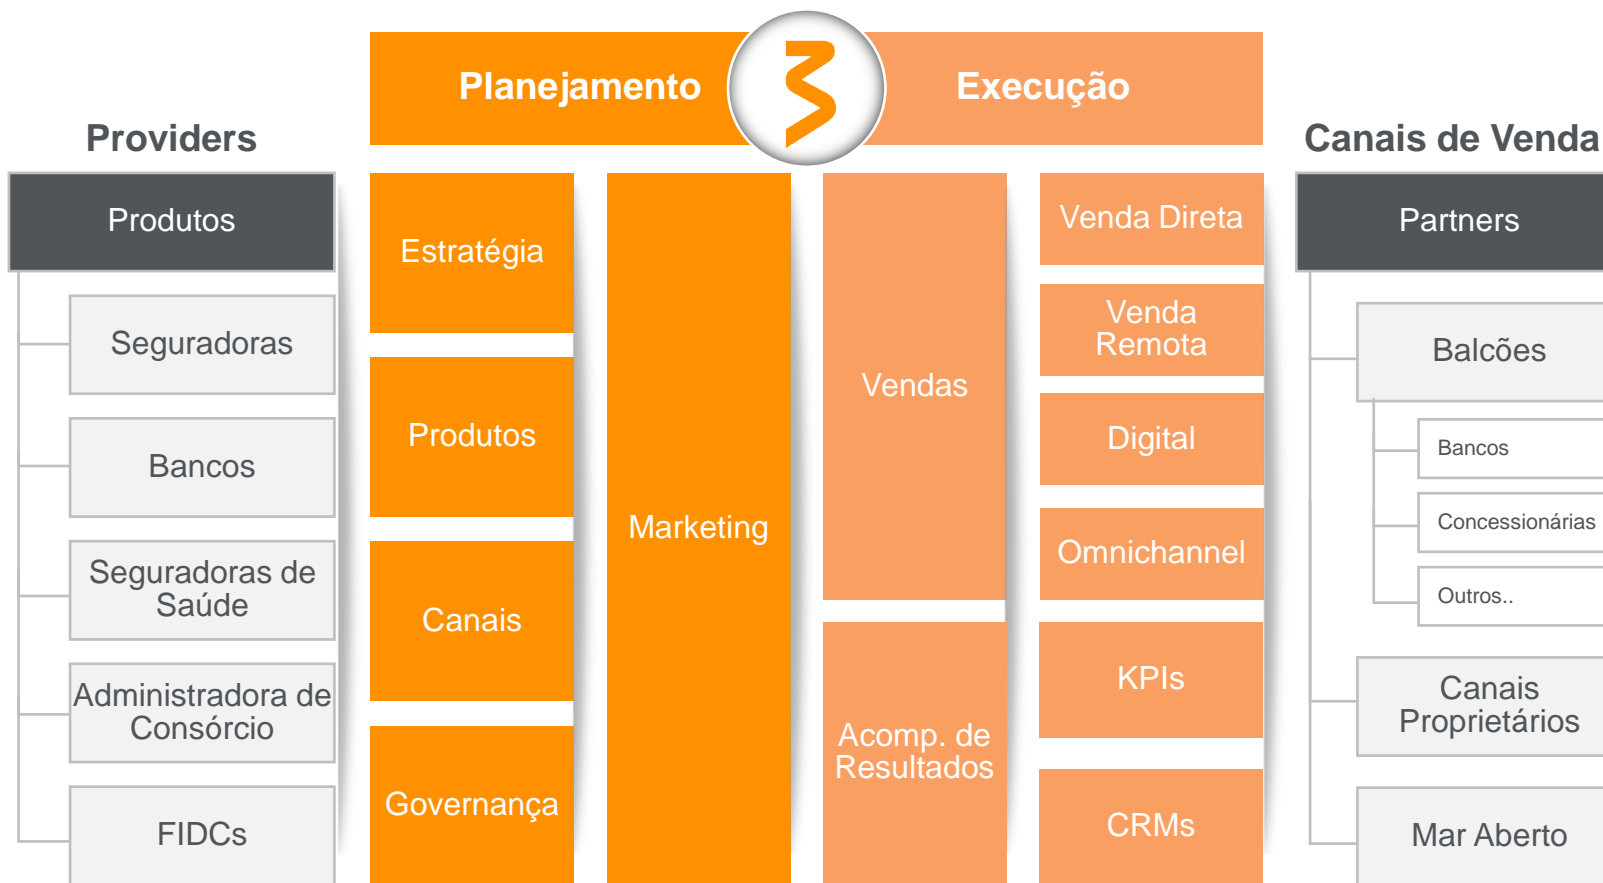 Planejamento
Execução
Providers
Canais de Venda
Produtos
Seguradoras
Bancos
Seguradoras de
Saúde
Administradora de
Consórcio
FIDCs
Estratégia
Produtos
Canais
Governança
Marketing
Vendas
Acomp. de
Resultados
Venda Direta
Venda
Remota
Digital
Omnichannel
KPIs
CRMs
Partners
Balcões
Bancos
Concessionárias
Outros..
Canais
Proprietários
Mar Aberto